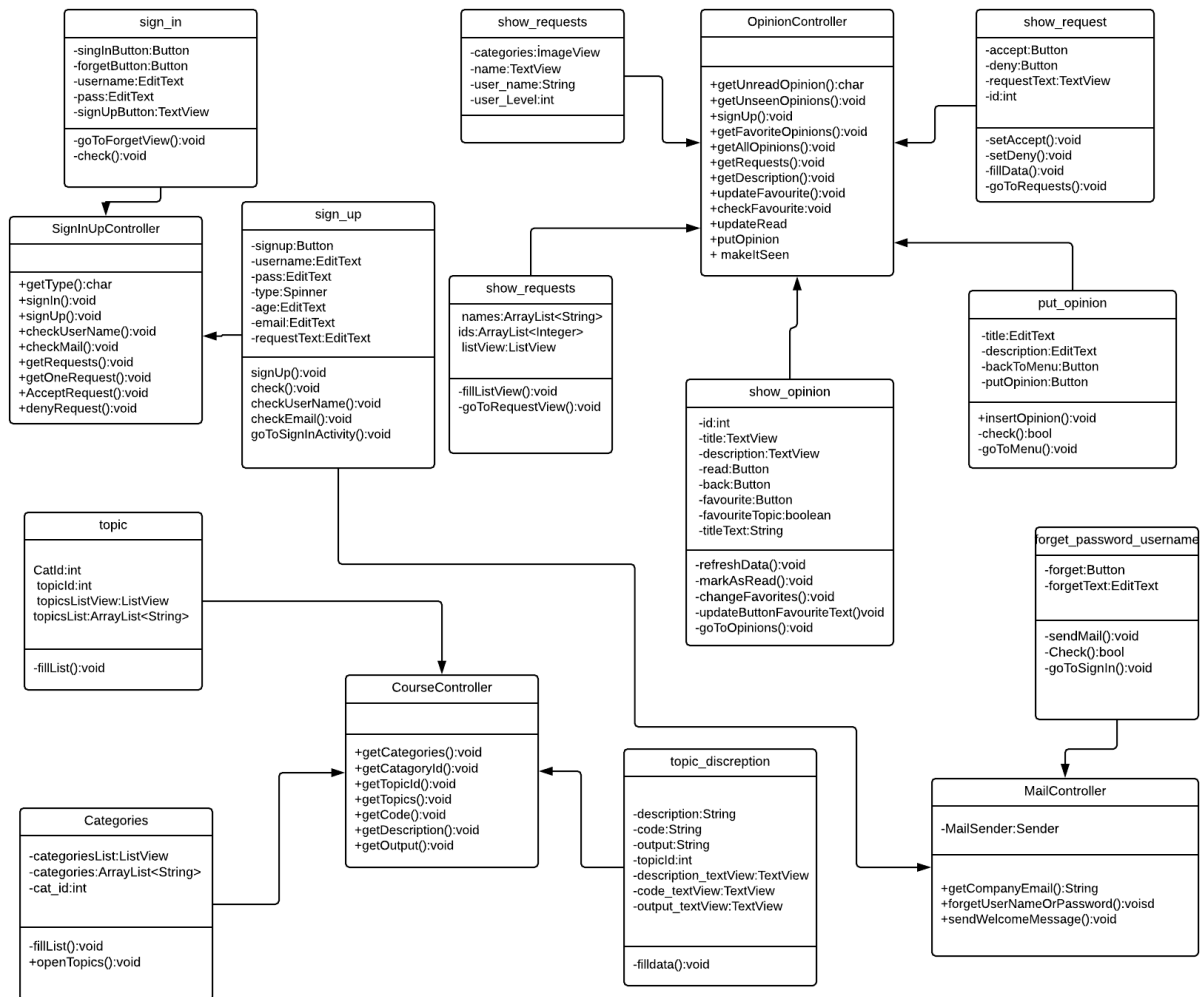 sign_in
-singInButton:Button
-forgetButton:Button
-username:EditText
-pass:EditText
-signUpButton:TextView
-goToForgetView():void
-check():void
show_requests
-categories:İmageView
-name:TextView
-user_name:String
-user_Level:int
OpinionController
+getUnreadOpinion():char
+getUnseenOpinions():void
+signUp():void
+getFavoriteOpinions():void
+getAllOpinions():void
+getRequests():void
+getDescription():void
+updateFavourite():void
+checkFavourite:void
+updateRead
+putOpinion
+ makeItSeen
show_request
-accept:Button
-deny:Button
-requestText:TextView
-id:int
-setAccept():void
-setDeny():void
-fillData():void
-goToRequests():void
SignInUpController
+getType():char
+signIn():void
+signUp():void
+checkUserName():void
+checkMail():void
+getRequests():void
+getOneRequest():void
+AcceptRequest():void
+denyRequest():void
sign_up
-signup:Button
-username:EditText
-pass:EditText
-type:Spinner
-age:EditText
-email:EditText
-requestText:EditText
signUp():void
check():void
checkUserName():void
checkEmail():void
goToSignInActivity():void
show_requests
names:ArrayList<String>
ids:ArrayList<Integer>
listView:ListView
-fillListView():void
-goToRequestView():void
put_opinion
-title:EditText
-description:EditText
-backToMenu:Button
-putOpinion:Button
+insertOpinion():void
-check():bool
-goToMenu():void
show_opinion
-id:int
-title:TextView
-description:TextView
-read:Button
-back:Button
-favourite:Button
-favouriteTopic:boolean
-titleText:String
-refreshData():void
-markAsRead():void
-changeFavorites():void
-updateButtonFavouriteText()void
-goToOpinions():void
topic
CatId:int
topicId:int
topicsListView:ListView
topicsList:ArrayList<String>
-fillList():void
forget_password_username
-forget:Button
-forgetText:EditText
-sendMail():void
-Check():bool
-goToSignIn():void
CourseController
+getCategories():void
+getCatagoryId():void
+getTopicId():void
+getTopics():void
+getCode():void
+getDescription():void
+getOutput():void
topic_discreption
-description:String
-code:String
-output:String
-topicId:int
-description_textView:TextView
-code_textView:TextView
-output_textView:TextView
-filldata():void
MailController
-MailSender:Sender
+getCompanyEmail():String
+forgetUserNameOrPassword():voisd
+sendWelcomeMessage():void
Categories
-categoriesList:ListView
-categories:ArrayList<String>
-cat_id:int
-fillList():void
+openTopics():void